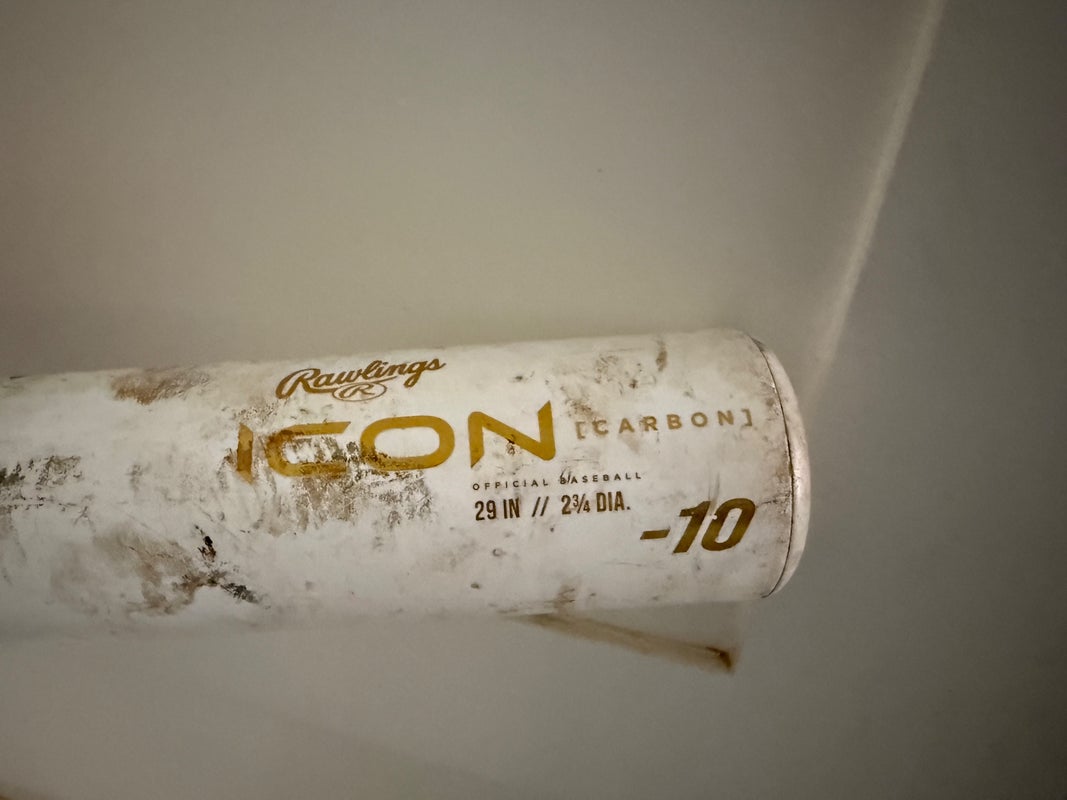 Rawlings
R
ICON [CARBON]
OFFICIAL BASEBALL
29 IN // 2¾ DIA.
-10